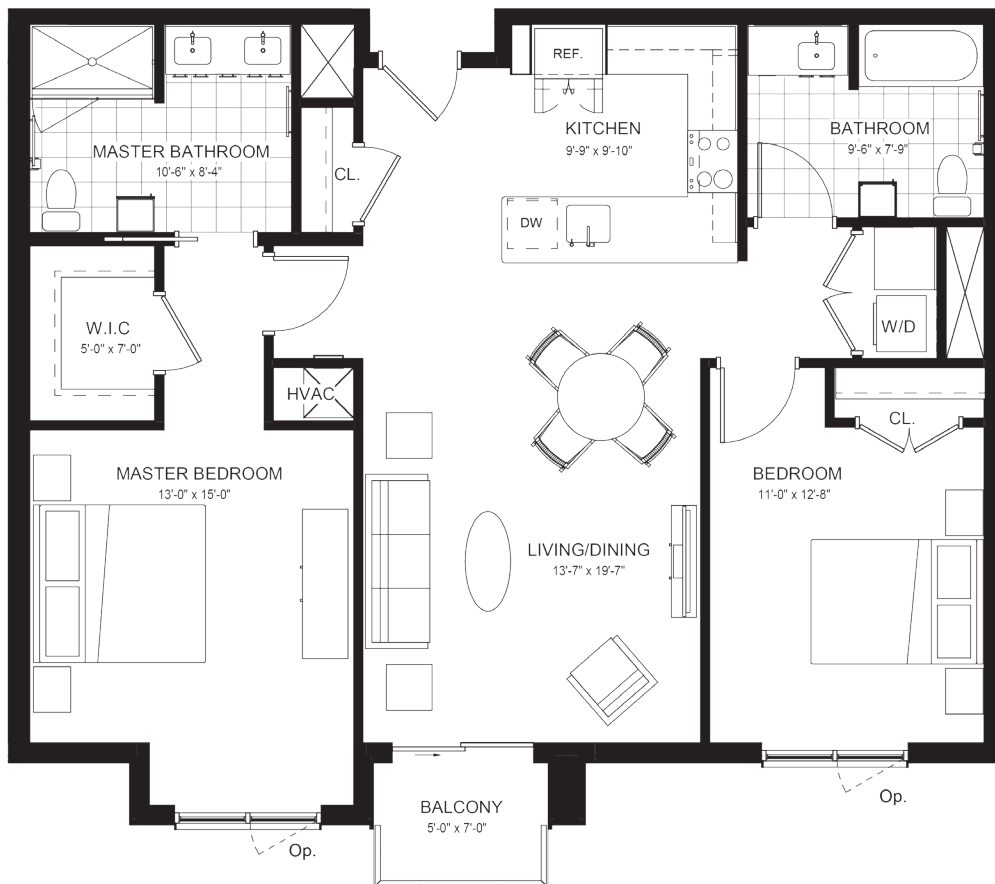 REF.
KITCHEN
9'-9" x 9'-10"
BATHROOM
9'-6" x 7'-9"
MASTER BATHROOM
10'-6" x 8'-4"
CL.
DW
W.I.C
5'-0" x 7'-0"
W/D
HVAC
CL.
MASTER BEDROOM
13'-0" x 15'-0"
BEDROOM
11'-0" x 12'-8"
LIVING/DINING
13'-7" x 19'-7"
BALCONY
5'-0" x 7'-0"
Op.
Op.